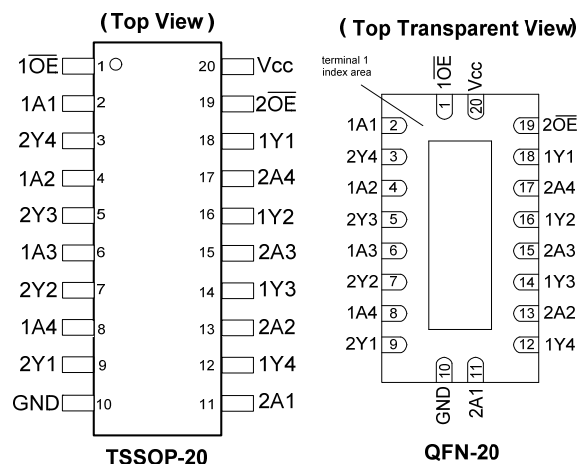 (Top View)
1O̅E̅ 1 20 Vcc
1A1 2 19 2O̅E̅
2Y4 3 18 1Y1
1A2 4 17 2A4
2Y3 5 16 1Y2
1A3 6 15 2A3
2Y2 7 14 1Y3
1A4 8 13 2A2
2Y1 9 12 1Y4
GND 10 11 2A1
TSSOP-20
( Top Transparent View)
terminal 1
index area
1O̅E̅ Vcc
1 20
1A1 2 19 2O̅E̅
2Y4 3 18 1Y1
1A2 4 17 2A4
2Y3 5 16 1Y2
1A3 6 15 2A3
2Y2 7 14 1Y3
1A4 8 13 2A2
2Y1 9 12 1Y4
10 11
GND 2A1
QFN-20